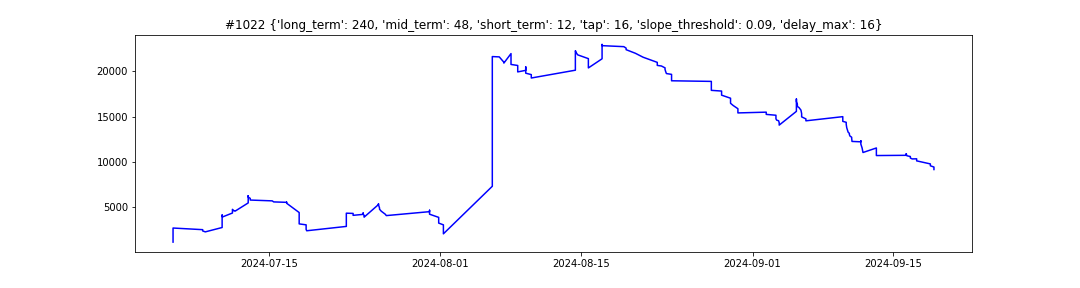 #1022 {'long_term': 240, 'mid_term': 48, 'short_term': 12, 'tap': 16, 'slope_threshold': 0.09, 'delay_max': 16}
20000
15000
10000
5000
2024-07-15 2024-08-01 2024-08-15 2024-09-01 2024-09-15